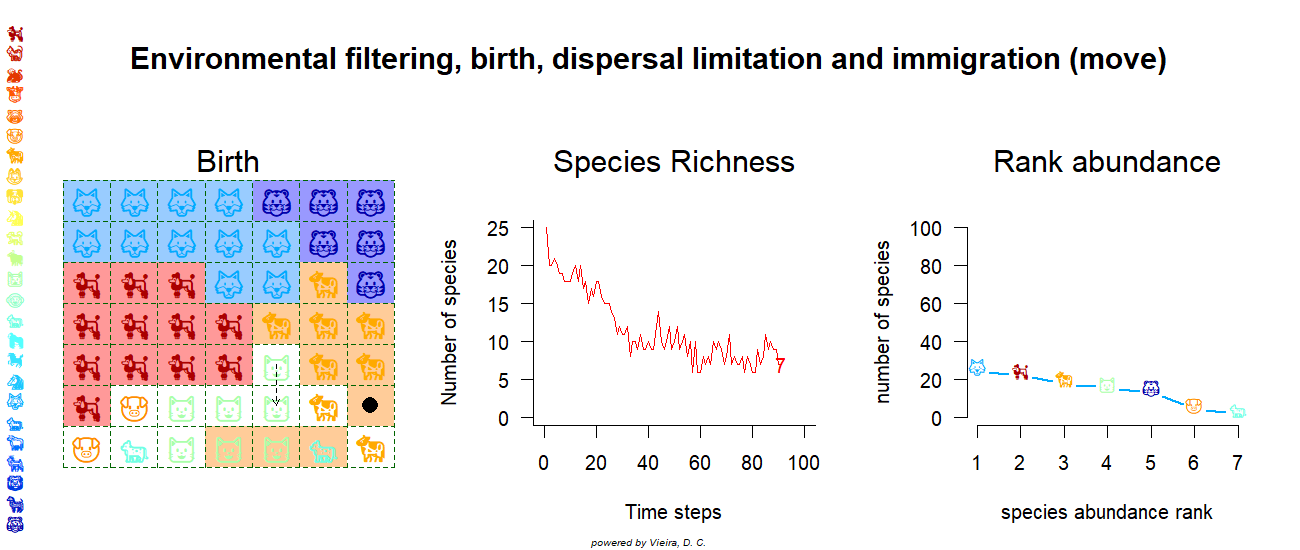 Environmental filtering, birth, dispersal limitation and immigration (move)
Birth
Species Richness
Rank abundance
Number of species
25
20
15
10
5
0
7
0 20 40 60 80 100
Time steps
number of species
100
80
60
40
20
0
1 2 3 4 5 6 7
species abundance rank
powered by Vieira, D. C.